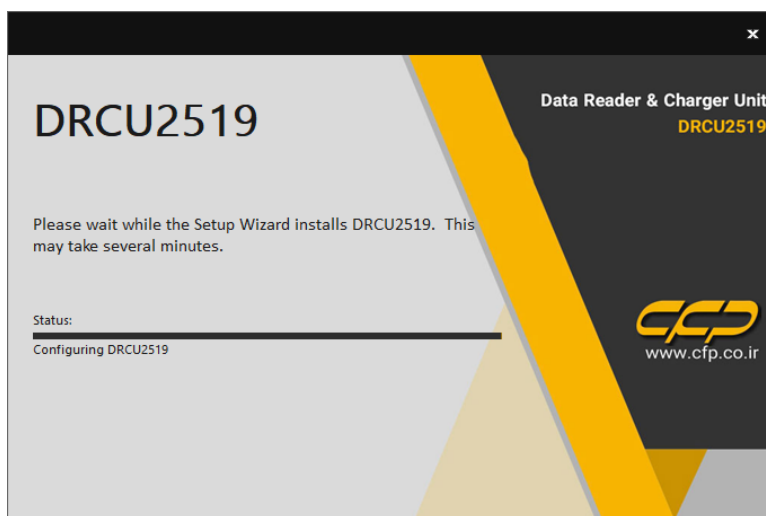 x
DRCU2519
Data Reader & Charger Unit
DRCU2519
Please wait while the Setup Wizard installs DRCU2519. This
may take several minutes.
Status:
Configuring DRCU2519
cfp
www.cfp.co.ir